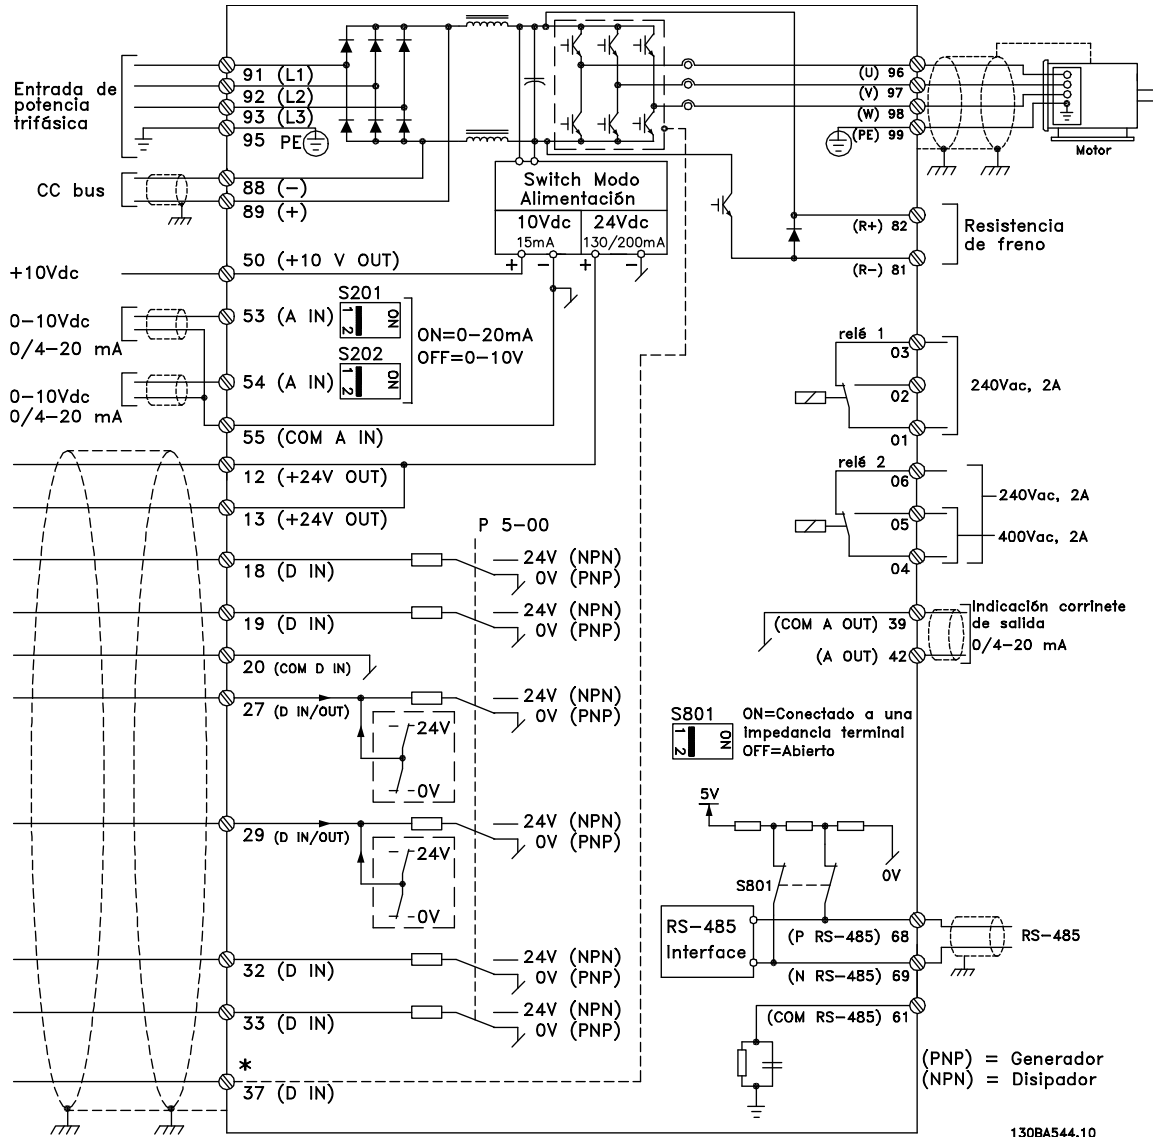 Entrada de
potencia
trifásica
91 (L1)
92 (L2)
93 (L3)
95 PE
CC bus
88 (−)
89 (+)
+10Vdc
50 (+10 V OUT)
0−10Vdc
0/4−20 mA
53 (A IN)
S201
1 2
ON
ON=0−20mA
OFF=0−10V
S202
1 2
ON
0−10Vdc
0/4−20 mA
54 (A IN)
55 (COM A IN)
12 (+24V OUT)
13 (+24V OUT)
P 5-00
18 (D IN)
24V (NPN)
0V (PNP)
19 (D IN)
24V (NPN)
0V (PNP)
20 (COM D IN)
27 (D IN/OUT)
24V (NPN)
0V (PNP)
24V
0V
29 (D IN/OUT)
24V (NPN)
0V (PNP)
24V
0V
32 (D IN)
24V (NPN)
0V (PNP)
33 (D IN)
24V (NPN)
0V (PNP)
*
37 (D IN)
Switch Modo
Alimentación
10Vdc
15mA
24Vdc
130/200mA
+ − + −
(U) 96
(V) 97
(W) 98
(PE) 99
Motor
(R+) 82
(R−) 81
Resistencia
de freno
relé 1
03
02
01
240Vac, 2A
relé 2
06
05
04
240Vac, 2A
400Vac, 2A
(COM A OUT) 39
(A OUT) 42
Indicación corrinete
de salida
0/4−20 mA
S801
1 2
ON
ON=Conectado a una
impedancia terminal
OFF=Abierto
5V
0V
S801
RS−485
Interface
(P RS−485) 68
(N RS−485) 69
RS−485
(COM RS−485) 61
(PNP) = Generador
(NPN) = Disipador
130BA544.10